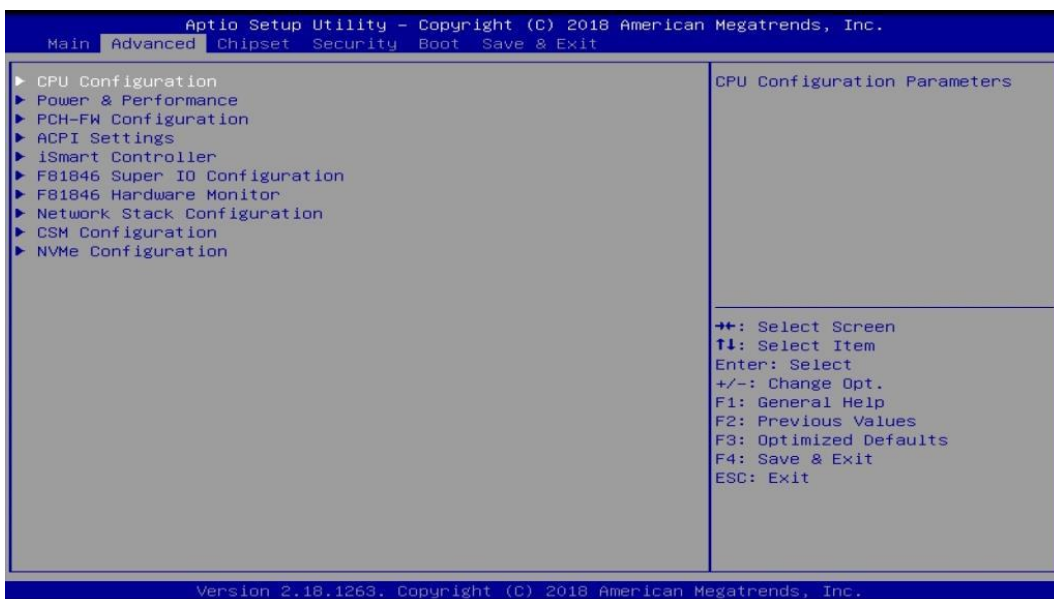 Aptio Setup Utility – Copyright (C) 2018 American Megatrends, Inc.
Main Advanced Chipset Security Boot Save & Exit
▶ CPU Configuration
▶ Power & Performance
▶ PCH-FW Configuration
▶ ACPI Settings
▶ iSmart Controller
▶ F81846 Super IO Configuration
▶ F81846 Hardware Monitor
▶ Network Stack Configuration
▶ CSM Configuration
▶ NVMe Configuration
CPU Configuration Parameters
→←: Select Screen
↑↓: Select Item
Enter: Select
+/-: Change Opt.
F1: General Help
F2: Previous Values
F3: Optimized Defaults
F4: Save & Exit
ESC: Exit
Version 2.18.1263. Copyright (C) 2018 American Megatrends, Inc.